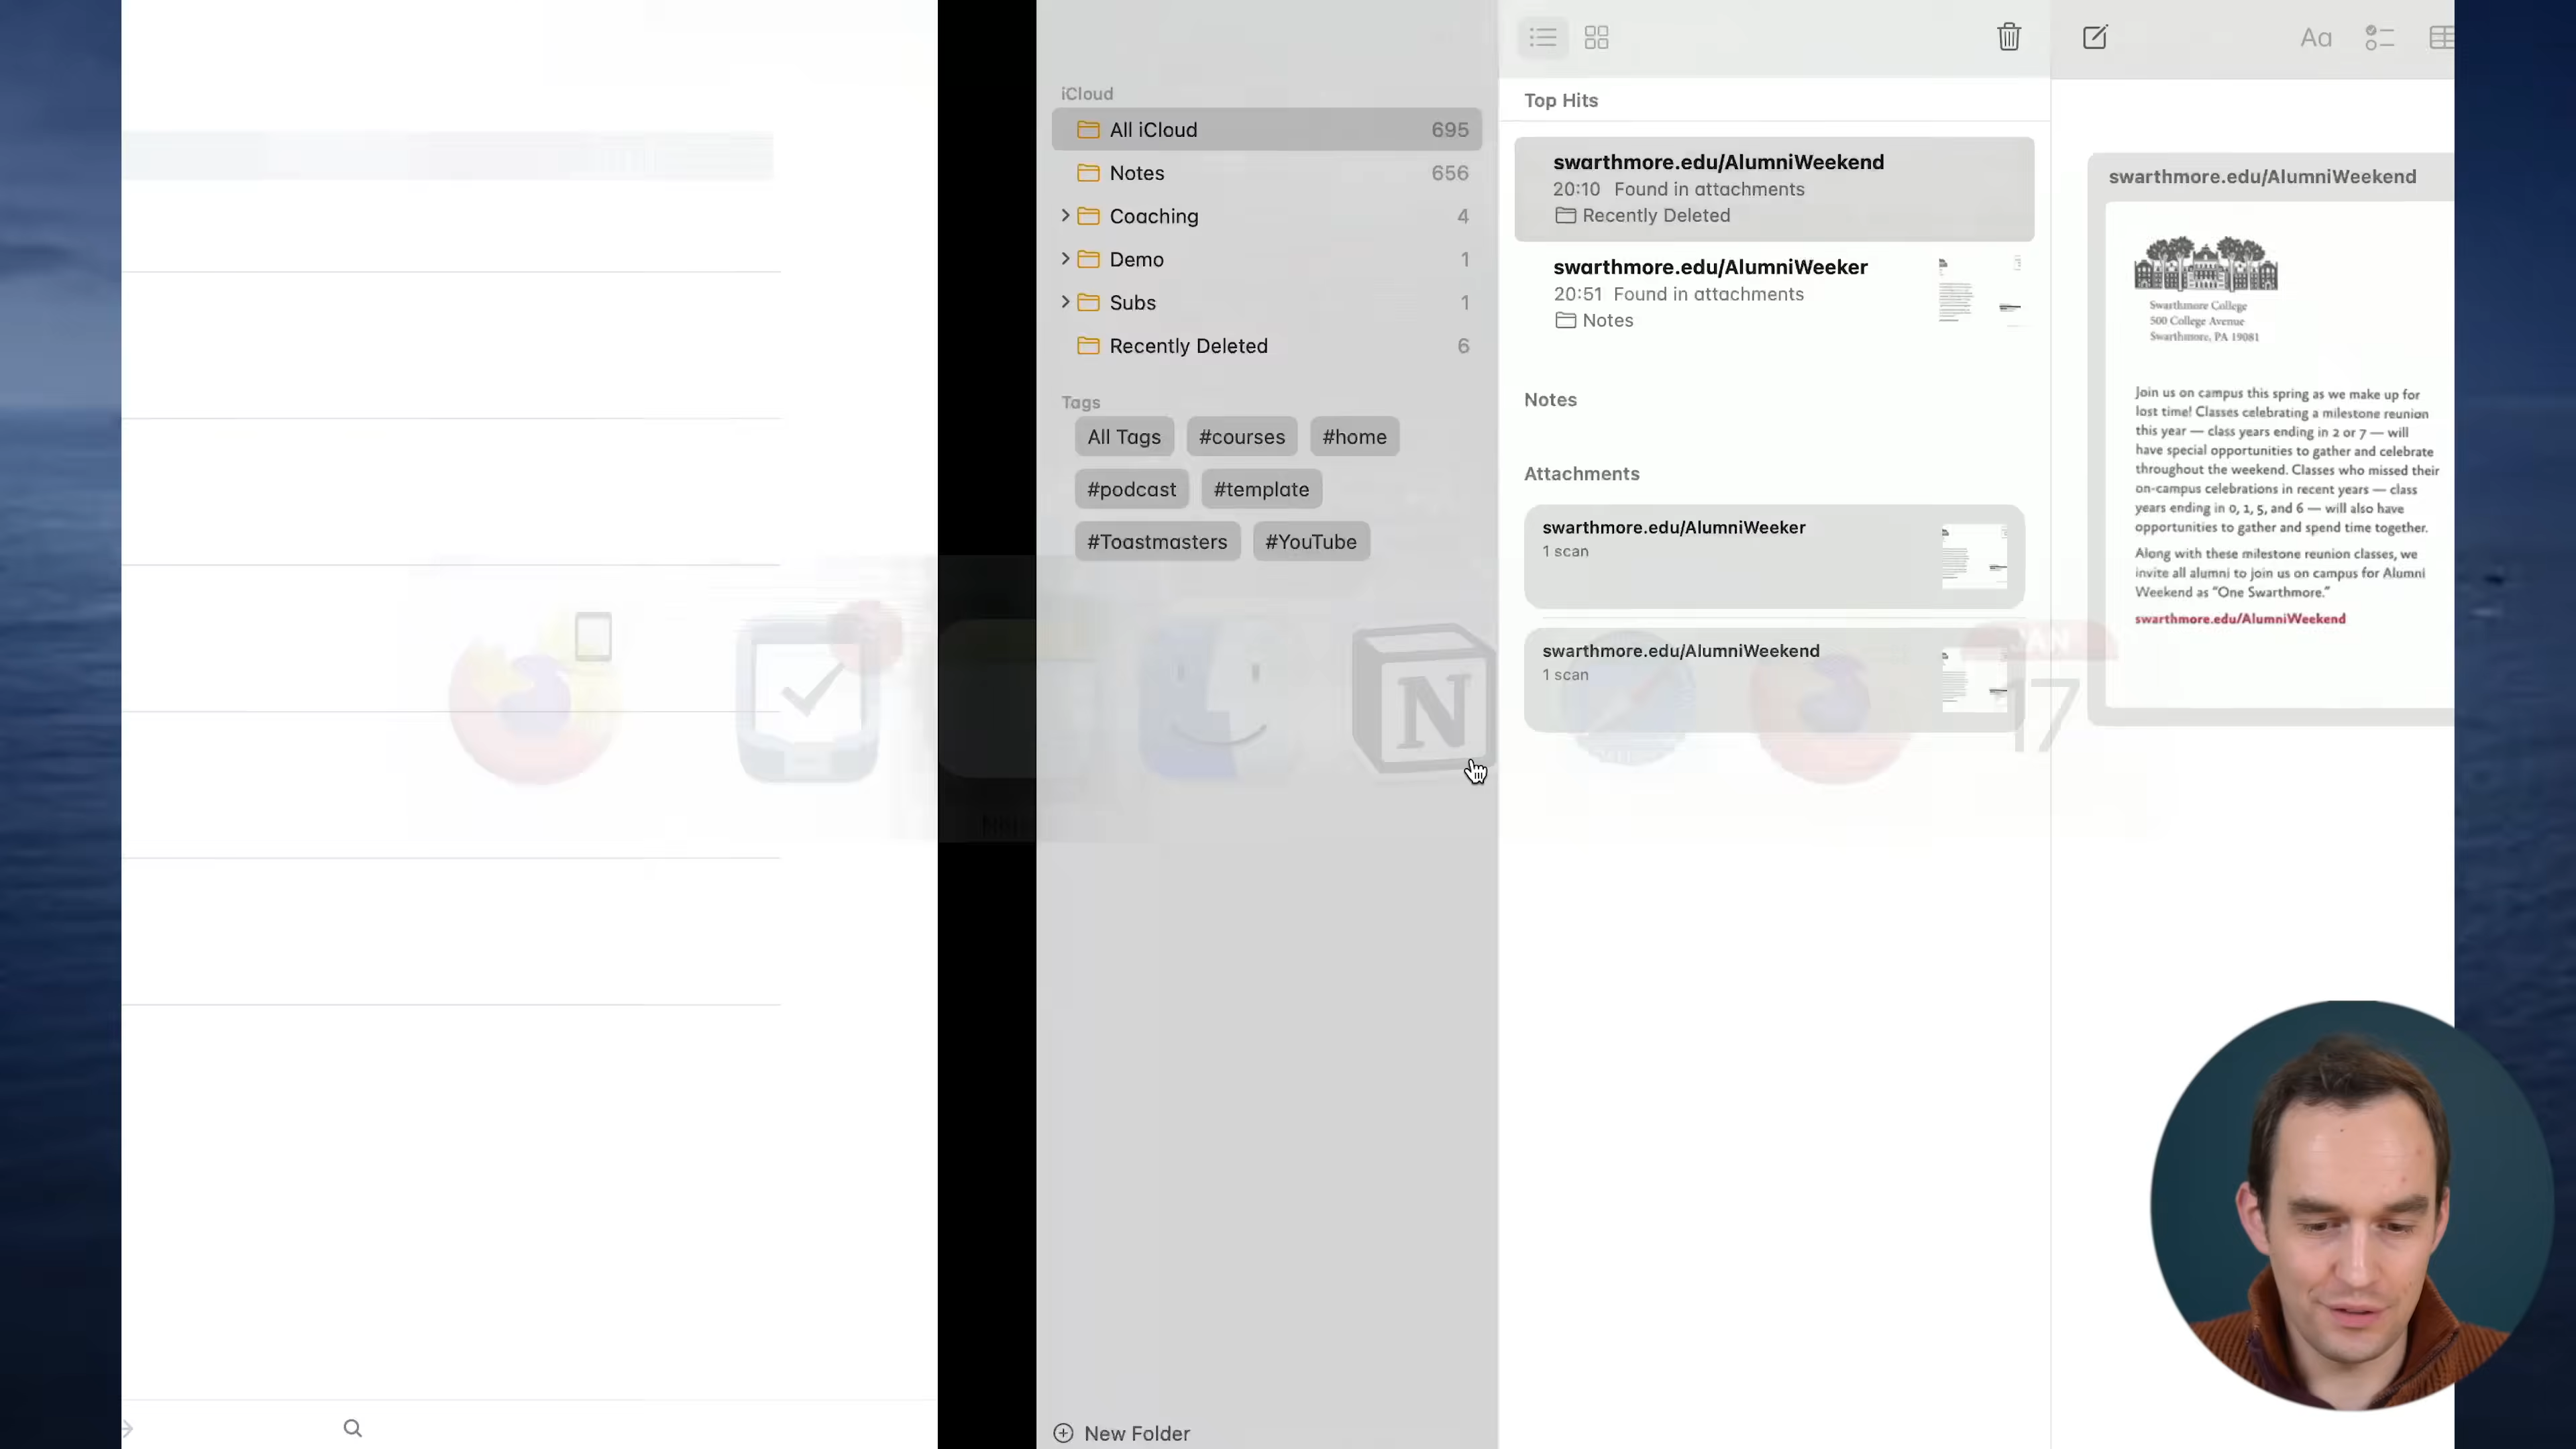 iCloud
All iCloud 695
Notes 656
Coaching 4
Demo 1
Subs 1
Recently Deleted 6
Tags
All Tags #courses #home
#podcast #template
#Toastmasters #YouTube
New Folder
Top Hits
swarthmore.edu/AlumniWeekend
20:10 Found in attachments
Recently Deleted
swarthmore.edu/AlumniWeeker
20:51 Found in attachments
Notes
Notes
Attachments
swarthmore.edu/AlumniWeeker
1 scan
swarthmore.edu/AlumniWeekend
1 scan
N
17
Aa
swarthmore.edu/AlumniWeekend
Swarthmore College
500 College Avenue
Swarthmore, PA 19081
Join us on campus this spring as we make up for
lost time! Classes celebrating a milestone reunion
this year — class years ending in 2 or 7 — will
have special opportunities to gather and celebrate
throughout the weekend. Classes who missed their
on-campus celebrations in recent years — class
years ending in 0, 1, 5, and 6 — will also have
opportunities to gather and spend time together.
Along with these milestone reunion classes, we
invite all alumni to join us on campus for Alumni
Weekend as "One Swarthmore."
swarthmore.edu/AlumniWeekend